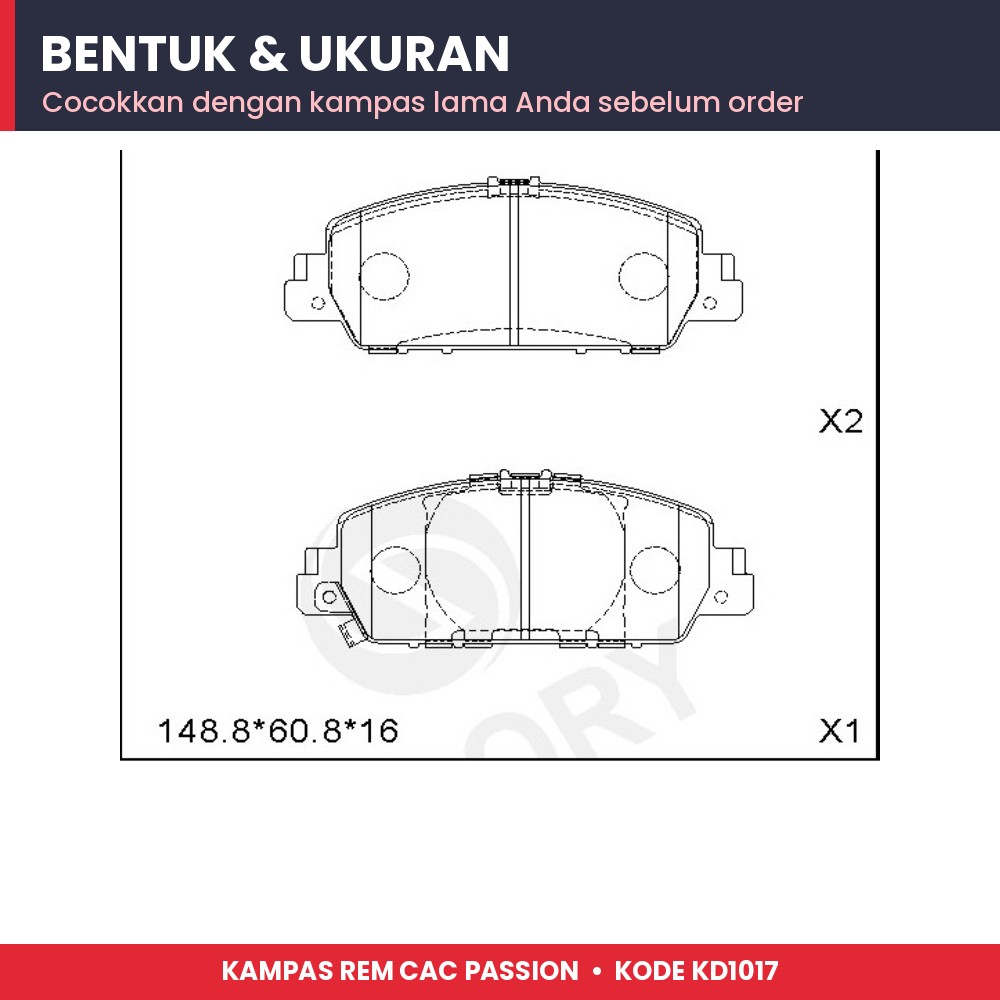 BENTUK & UKURAN
Cocokkan dengan kampas lama Anda sebelum order
X2
148.8*60.8*16
X1
ORY
KAMPAS REM CAC PASSION • KODE KD1017